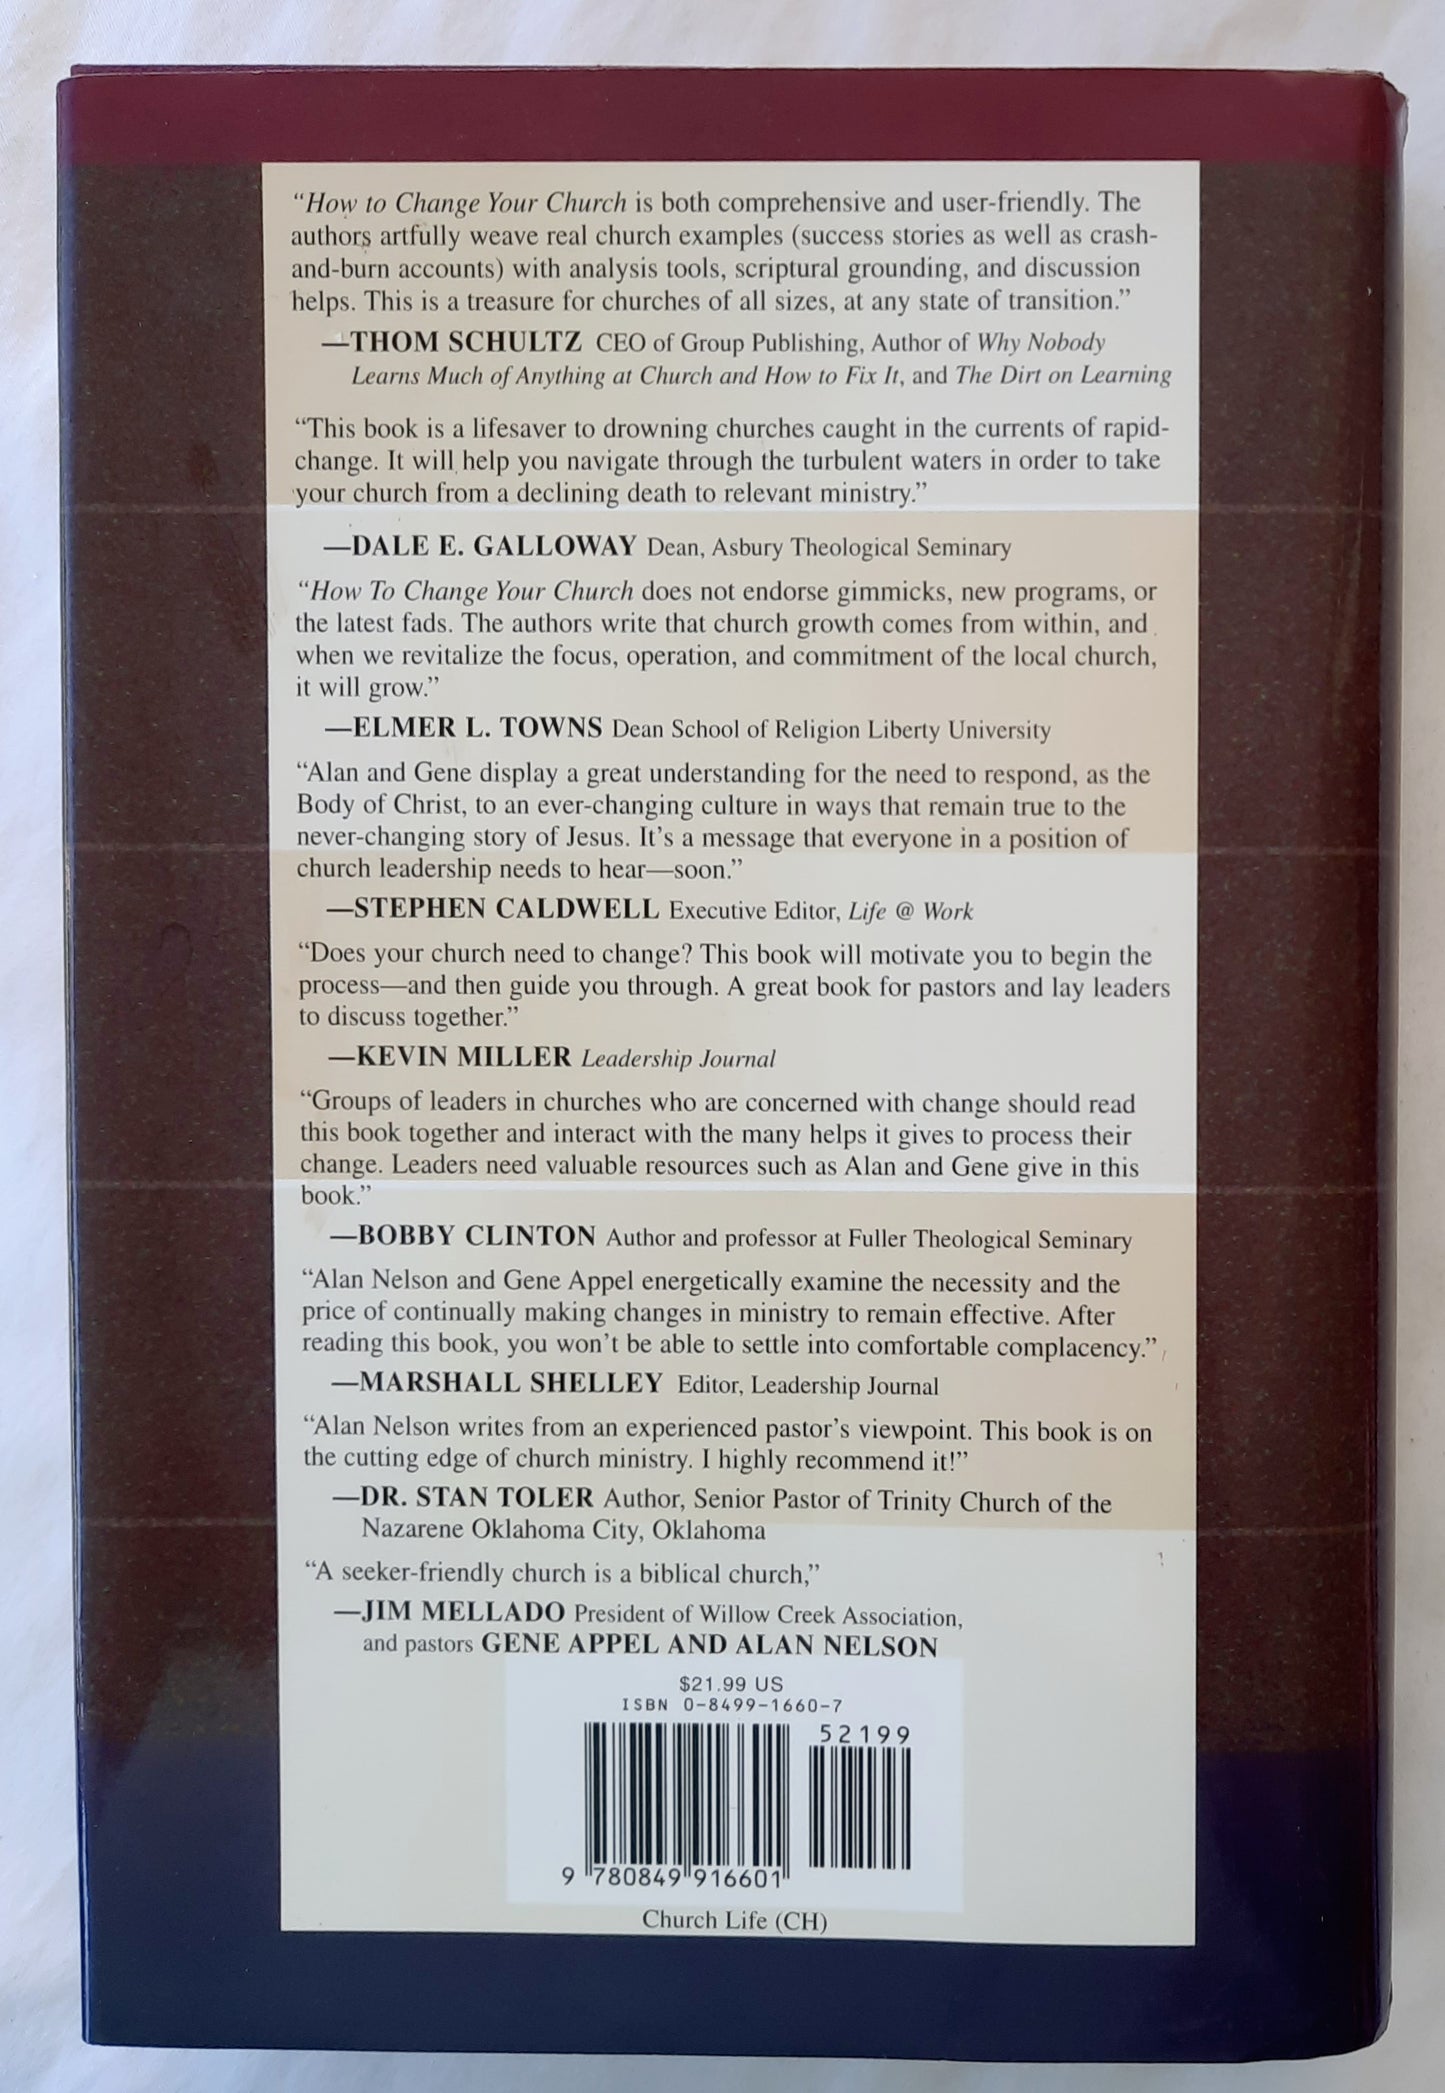 “How to Change Your Church is both comprehensive and user-friendly. The
authors artfully weave real church examples (success stories as well as crash-
and-burn accounts) with analysis tools, scriptural grounding, and discussion
helps. This is a treasure for churches of all sizes, at any state of transition.”
—THOM SCHULTZ CEO of Group Publishing, Author of Why Nobody
Learns Much of Anything at Church and How to Fix It, and The Dirt on Learning
“This book is a lifesaver to drowning churches caught in the currents of rapid-
change. It will help you navigate through the turbulent waters in order to take
your church from a declining death to relevant ministry.”
—DALE E. GALLOWAY Dean, Asbury Theological Seminary
“How To Change Your Church does not endorse gimmicks, new programs, or
the latest fads. The authors write that church growth comes from within, and
when we revitalize the focus, operation, and commitment of the local church,
it will grow.”
—ELMER L. TOWNS Dean School of Religion Liberty University
“Alan and Gene display a great understanding for the need to respond, as the
Body of Christ, to an ever-changing culture in ways that remain true to the
never-changing story of Jesus. It’s a message that everyone in a position of
church leadership needs to hear—soon.”
—STEPHEN CALDWELL Executive Editor, Life @ Work
“Does your church need to change? This book will motivate you to begin the
process—and then guide you through. A great book for pastors and lay leaders
to discuss together.”
—KEVIN MILLER Leadership Journal
“Groups of leaders in churches who are concerned with change should read
this book together and interact with the many helps it gives to process their
change. Leaders need valuable resources such as Alan and Gene give in this
book.”
—BOBBY CLINTON Author and professor at Fuller Theological Seminary
“Alan Nelson and Gene Appel energetically examine the necessity and the
price of continually making changes in ministry to remain effective. After
reading this book, you won’t be able to settle into comfortable complacency.”
—MARSHALL SHELLEY Editor, Leadership Journal
“Alan Nelson writes from an experienced pastor’s viewpoint. This book is on
the cutting edge of church ministry. I highly recommend it!”
—DR. STAN TOLER Author, Senior Pastor of Trinity Church of the
Nazarene Oklahoma City, Oklahoma
“A seeker-friendly church is a biblical church,”
—JIM MELLADO President of Willow Creek Association,
and pastors GENE APPEL AND ALAN NELSON
$21.99 US
ISBN 0-8499-1660-7
52199
9 780849 916601
Church Life (CH)